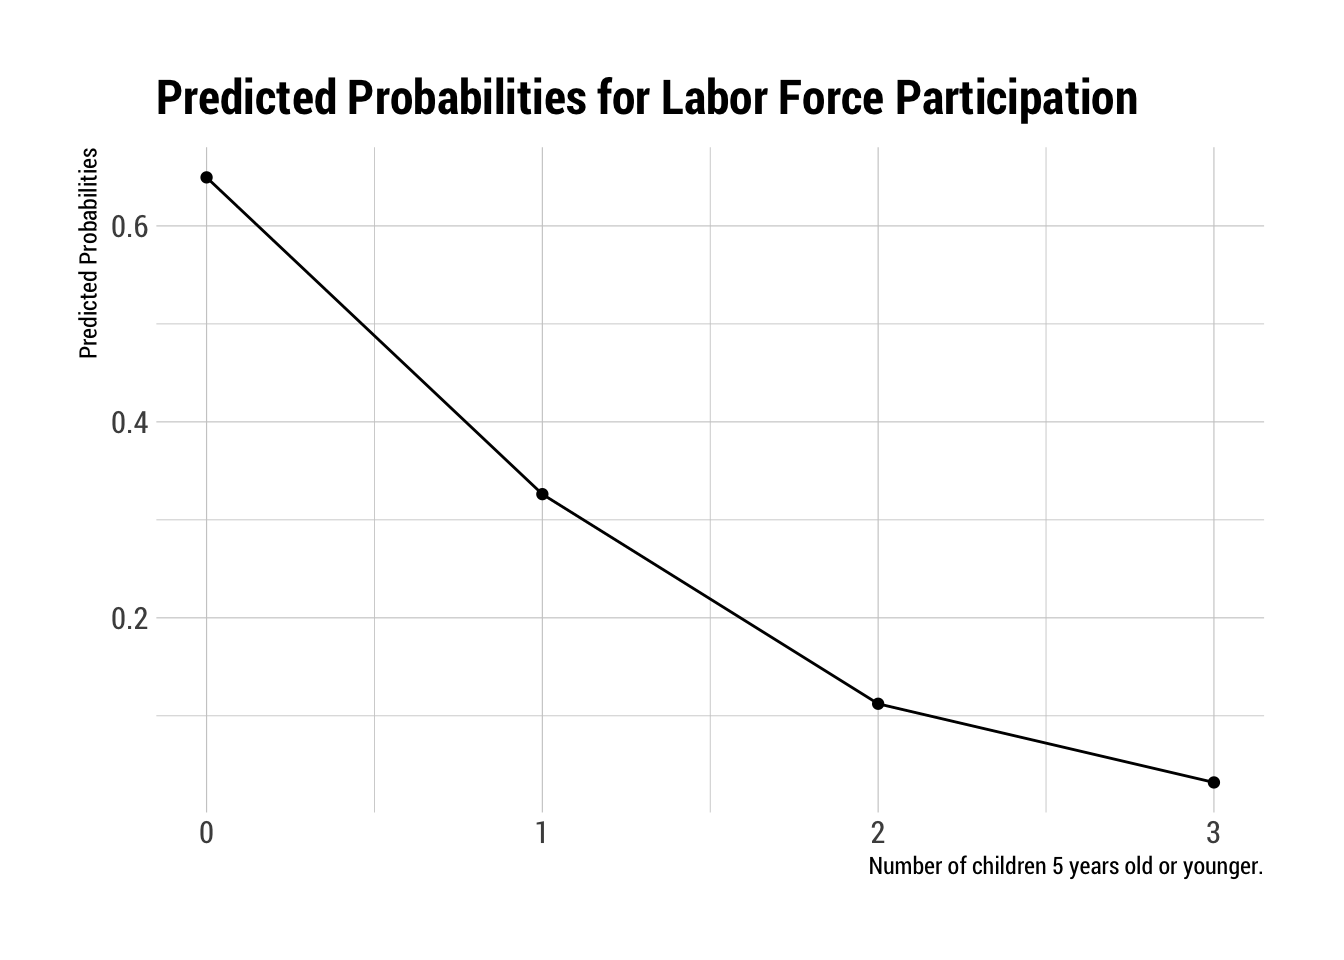 Predicted Probabilities for Labor Force Participation
Predicted Probabilities
0.6
0.4
0.2
0 1 2 3
Number of children 5 years old or younger.